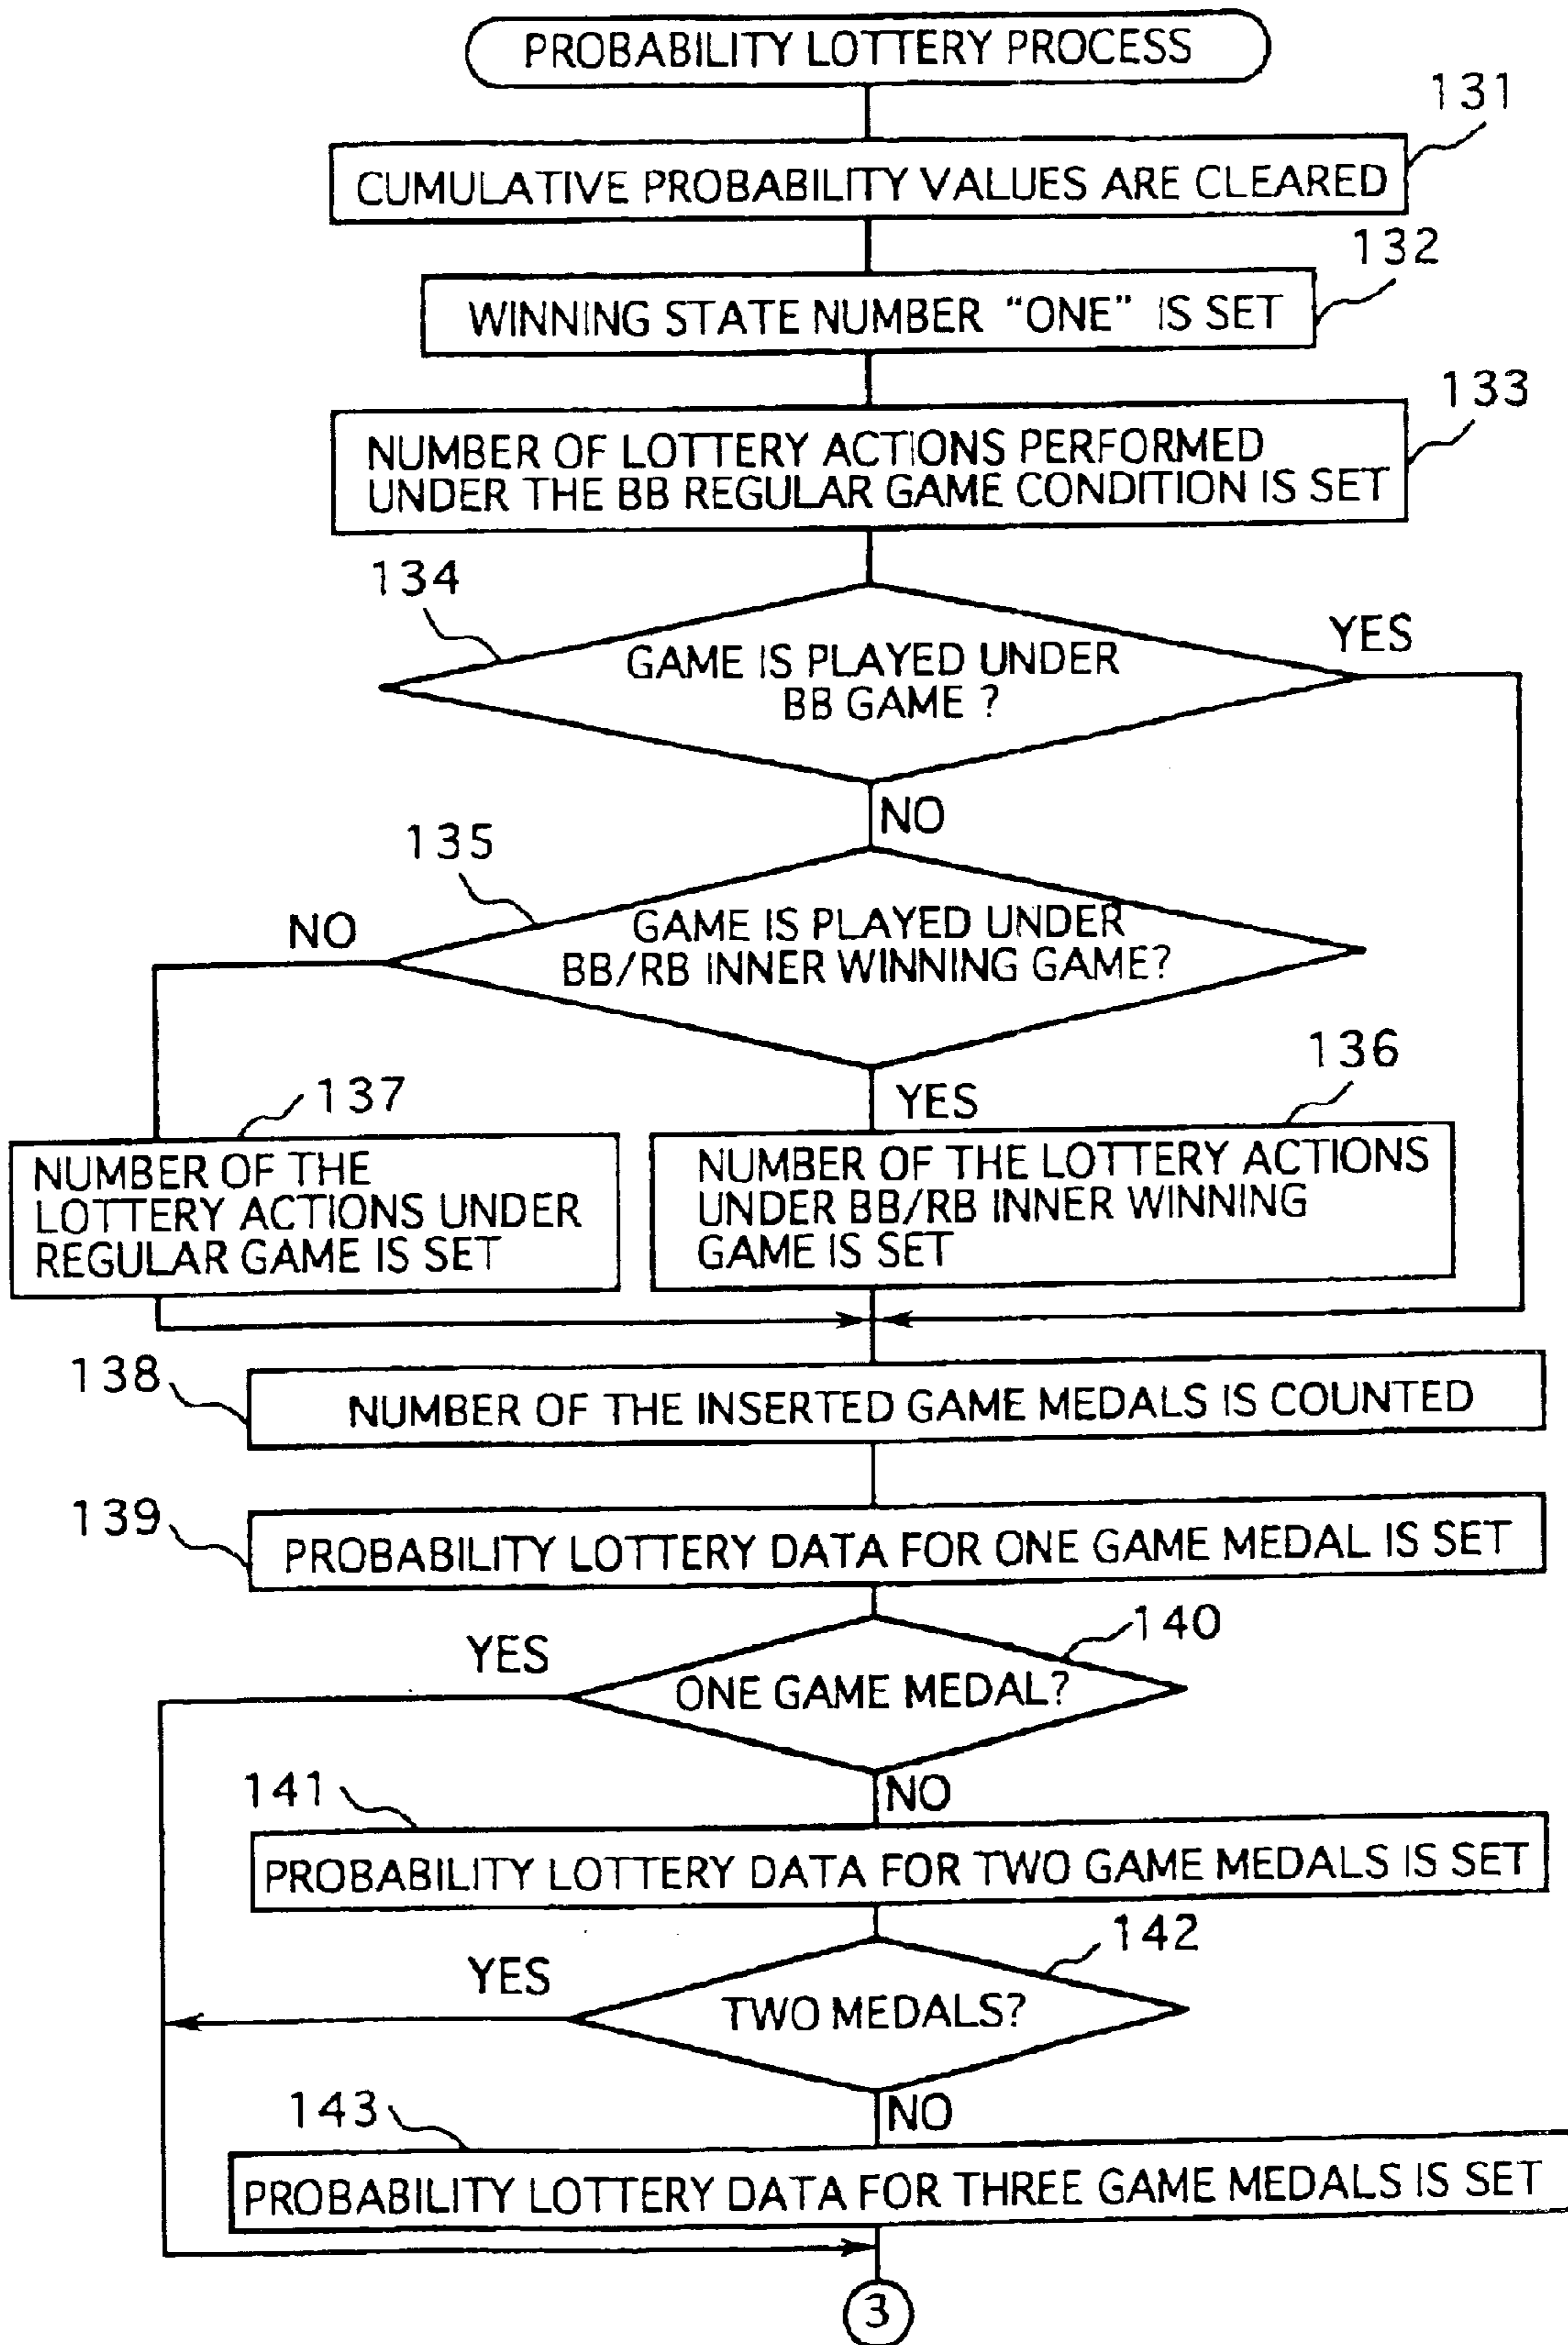 PROBABILITY LOTTERY PROCESS
131
CUMULATIVE PROBABILITY VALUES ARE CLEARED
132
WINNING STATE NUMBER "ONE" IS SET
133
NUMBER OF LOTTERY ACTIONS PERFORMED
UNDER THE BB REGULAR GAME CONDITION IS SET
134
YES
GAME IS PLAYED UNDER
BB GAME ?
NO
135
NO
GAME IS PLAYED UNDER
BB/RB INNER WINNING GAME?
136
YES
137
NUMBER OF THE
LOTTERY ACTIONS UNDER
REGULAR GAME IS SET
NUMBER OF THE LOTTERY ACTIONS
UNDER BB/RB INNER WINNING
GAME IS SET
138
NUMBER OF THE INSERTED GAME MEDALS IS COUNTED
139
PROBABILITY LOTTERY DATA FOR ONE GAME MEDAL IS SET
140
YES
ONE GAME MEDAL?
NO
141
PROBABILITY LOTTERY DATA FOR TWO GAME MEDALS IS SET
142
YES
TWO MEDALS?
NO
143
PROBABILITY LOTTERY DATA FOR THREE GAME MEDALS IS SET
3